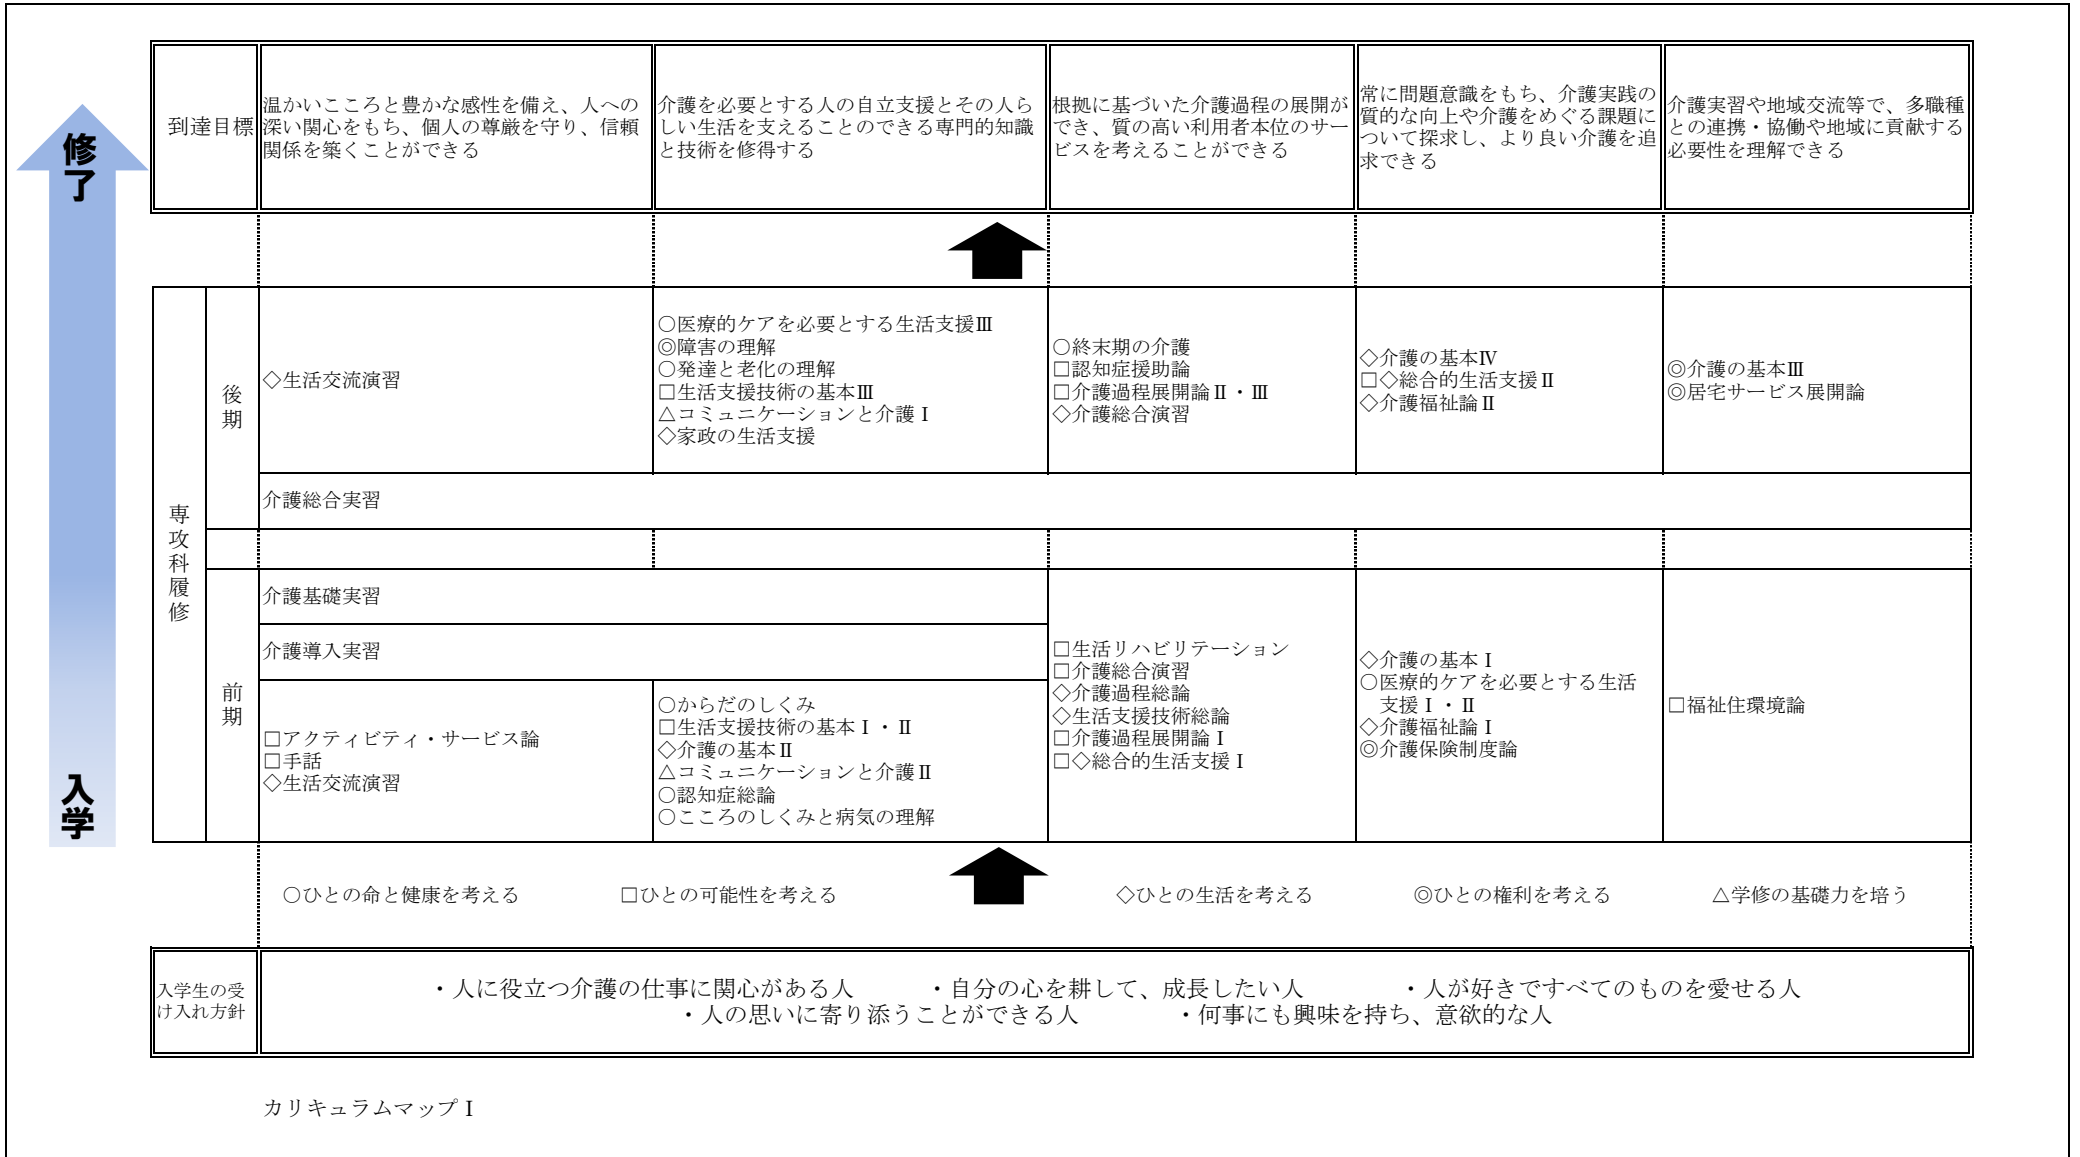 修了
到達目標
温かいこころと豊かな感性を備え、人への
深い関心をもち、個人の尊厳を守り、信頼
関係を築くことができる
介護を必要とする人の自立支援とその人ら
しい生活を支えることのできる専門的知識
と技術を修得する
根拠に基づいた介護過程の展開が
でき、質の高い利用者本位のサー
ビスを考えることができる
常に問題意識をもち、介護実践の
質的な向上や介護をめぐる課題に
ついて探求し、より良い介護を追
求できる
介護実習や地域交流等で、多職種
との連携・協働や地域に貢献する
必要性を理解できる
専攻科履修
後期
◇生活交流演習
○医療的ケアを必要とする生活支援Ⅲ
◎障害の理解
○発達と老化の理解
□生活支援技術の基本Ⅲ
△コミュニケーションと介護Ⅰ
◇家政の生活支援
○終末期の介護
□認知症援助論
□介護過程展開論Ⅱ・Ⅲ
◇介護総合演習
◇介護の基本Ⅳ
□◇総合的生活支援Ⅱ
◇介護福祉論Ⅱ
◎介護の基本Ⅲ
◎居宅サービス展開論
介護総合実習
前期
介護基礎実習
介護導入実習
□アクティビティ・サービス論
□手話
◇生活交流演習
○からだのしくみ
□生活支援技術の基本Ⅰ・Ⅱ
◇介護の基本Ⅱ
△コミュニケーションと介護Ⅱ
○認知症総論
○こころのしくみと病気の理解
□生活リハビリテーション
□介護総合演習
◇介護過程総論
◇生活支援技術総論
□介護過程展開論Ⅰ
□◇総合的生活支援Ⅰ
◇介護の基本Ⅰ
○医療的ケアを必要とする生活
支援Ⅰ・Ⅱ
◇介護福祉論Ⅰ
◎介護保険制度論
□福祉住環境論
入学
○ひとの命と健康を考える □ひとの可能性を考える ◇ひとの生活を考える ◎ひとの権利を考える △学修の基礎力を培う
入学生の受
け入れ方針
・人に役立つ介護の仕事に関心がある人 ・自分の心を耕して、成長したい人 ・人が好きですべてのものを愛せる人
・人の思いに寄り添うことができる人 ・何事にも興味を持ち、意欲的な人
カリキュラムマップⅠ